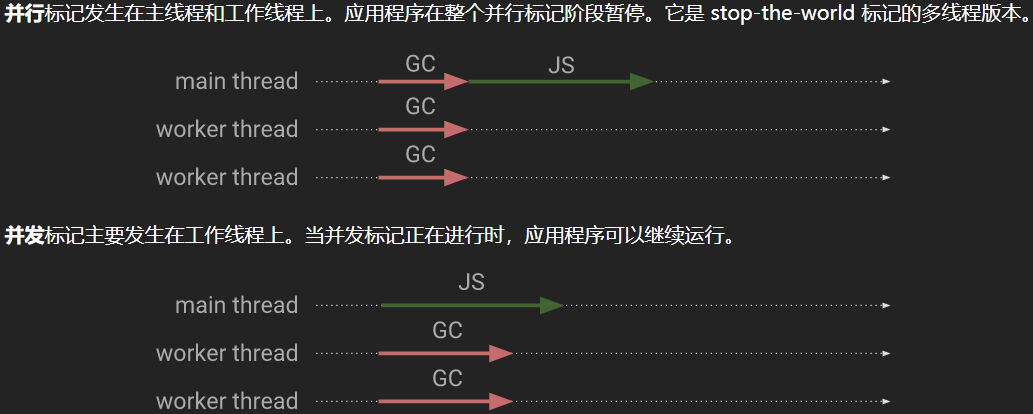 并行标记发生在主线程和工作线程上。应用程序在整个并行标记阶段暂停。它是 stop-the-world 标记的多线程版本。
GC
JS
main thread
GC
worker thread
GC
worker thread
并发标记主要发生在工作线程上。当并发标记正在进行时，应用程序可以继续运行。
JS
main thread
GC
worker thread
GC
worker thread